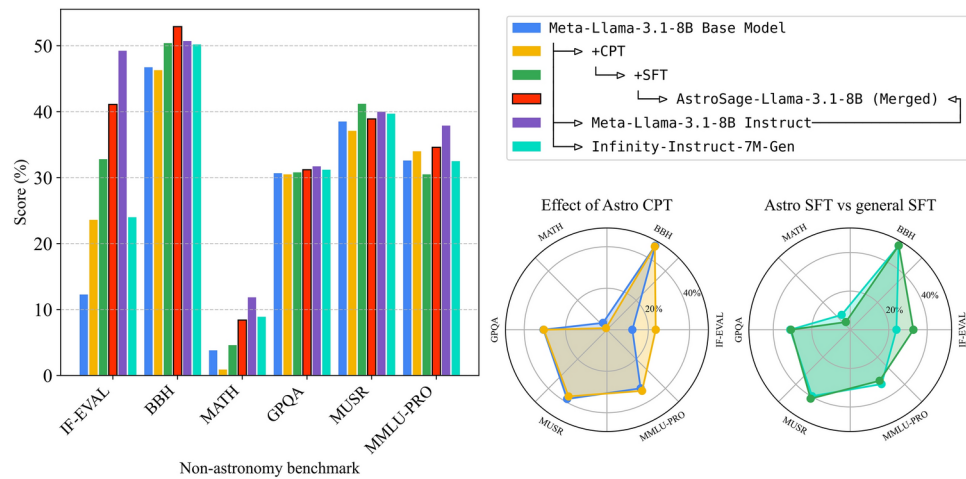 Score (%)
50
40
30
20
10
0
IF-EVAL
BBH
MATH
GPQA
MUSR
MMLU-PRO
Non-astronomy benchmark
Meta-Llama-3.1-8B Base Model
+CPT
+SFT
AstroSage-Llama-3.1-8B (Merged)
Meta-Llama-3.1-8B Instruct
Infinity-Instruct-7M-Gen
Effect of Astro CPT
MATH
BBH
40%
20%
GPQA
IF-EVAL
MUSR
MMLU-PRO
Astro SFT vs general SFT
MATH
BBH
40%
20%
GPQA
IF-EVAL
MUSR
MMLU-PRO